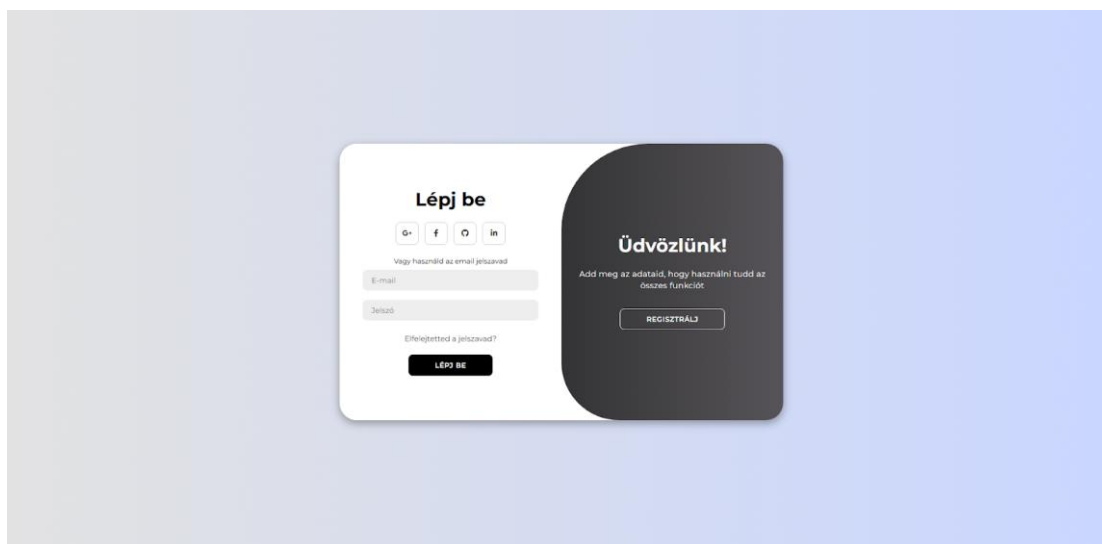 Lépj be
G+ f in
Vagy használd az email jelszavad
E-mail
Jelszó
Elfelejtetted a jelszavad?
LÉPJ BE
Üdvözlünk!
Add meg az adataid, hogy használni tudd az
összes funkciót
REGISZTRÁLJ